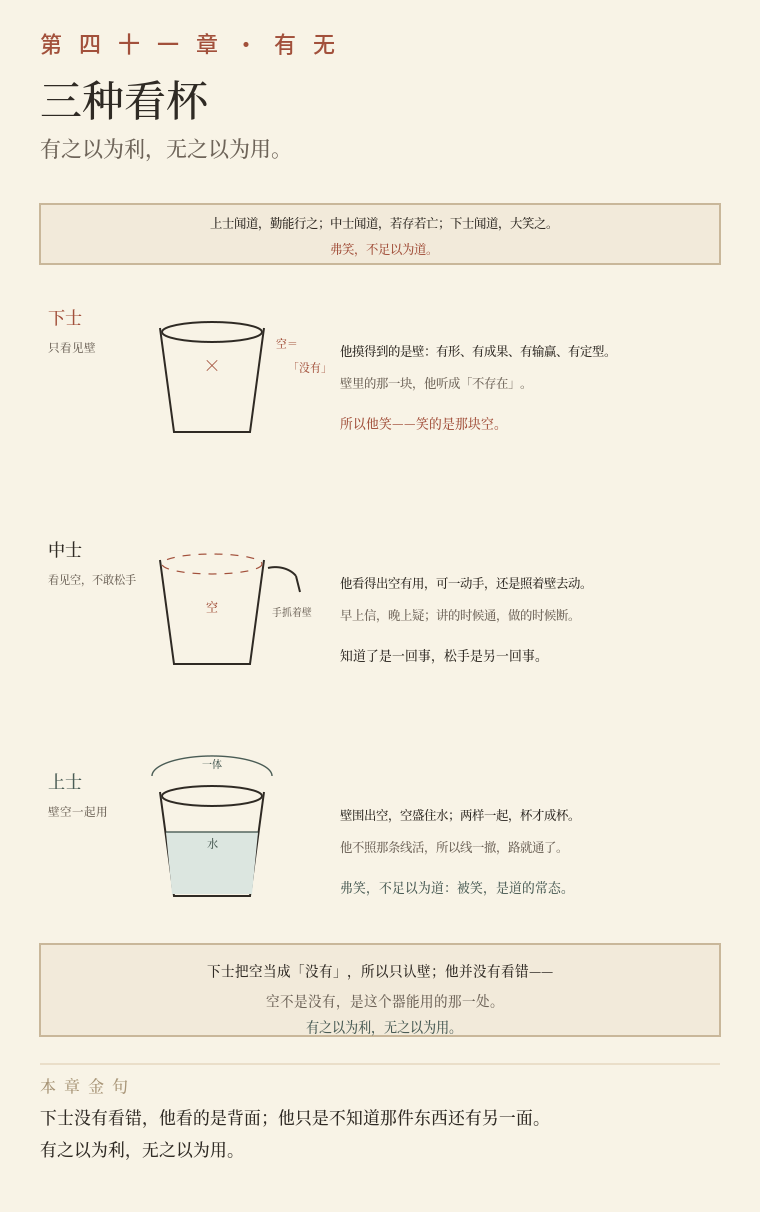 第四十一章·有无
三种看杯
有之以为利，无之以为用。
上士闻道，勤能行之；中士闻道，若存若亡；下士闻道，大笑之。
弗笑，不足以为道。
下士
只看见壁
空＝
「没有」
他摸得到的是壁：有形、有成果、有输赢、有定型。
壁里的那一块，他听成「不存在」。
所以他笑——笑的是那块空。
中士
看见空，不敢松手
空
手抓着壁
他看得出空有用，可一动手，还是照着壁去动。
早上信，晚上疑；讲的时候通，做的时候断。
知道了是一回事，松手是另一回事。
上士
壁空一起用
一体
水
壁围出空，空盛住水；两样一起，杯才成杯。
他不照那条线活，所以线一撤，路就通了。
弗笑，不足以为道：被笑，是道的常态。
下士把空当成「没有」，所以只认壁；他并没有看错——
空不是没有，是这个器能用的那一处。
有之以为利，无之以为用。
本章金句
下士没有看错，他看的是背面；他只是不知道那件东西还有另一面。
有之以为利，无之以为用。